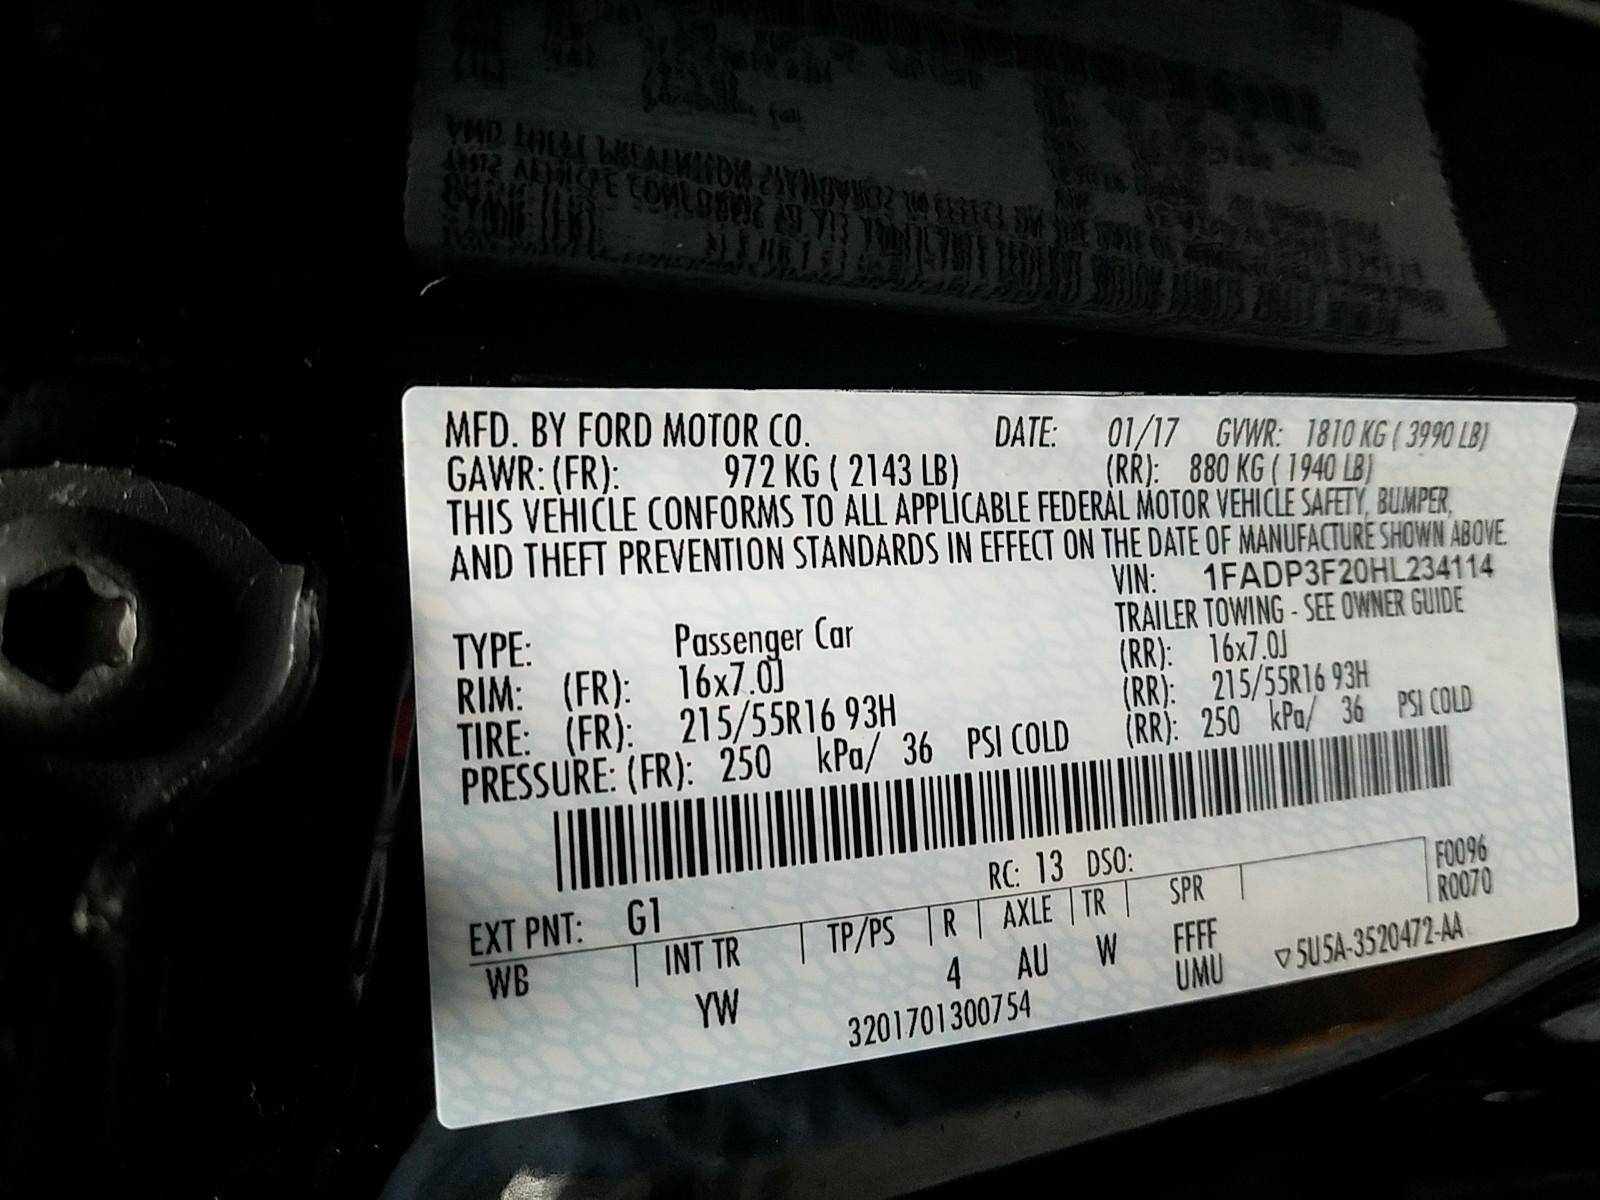 MFD. BY FORD MOTOR CO. DATE: 01/17 GVWR: 1810 KG ( 3990 LB)
GAWR: (FR): 972 KG ( 2143 LB) (RR): 880 KG ( 1940 LB)
THIS VEHICLE CONFORMS TO ALL APPLICABLE FEDERAL MOTOR VEHICLE SAFETY, BUMPER,
AND THEFT PREVENTION STANDARDS IN EFFECT ON THE DATE OF MANUFACTURE SHOWN ABOVE.
VIN: 1FADP3F20HL234114
TRAILER TOWING - SEE OWNER GUIDE
TYPE: Passenger Car
RIM: (FR): 16x7.0J (RR): 16x7.0J
TIRE: (FR): 215/55R16 93H (RR): 215/55R16 93H
PRESSURE: (FR): 250 kPa/ 36 PSI COLD (RR): 250 kPa/ 36 PSI COLD
RC: 13 DSO:
F0096
R0070
EXT PNT: G1
WB INT TR TP/PS R AXLE TR SPR
YW 4 AU W FFFF
UMU
3201701300754
▽5U5A-3520472-AA